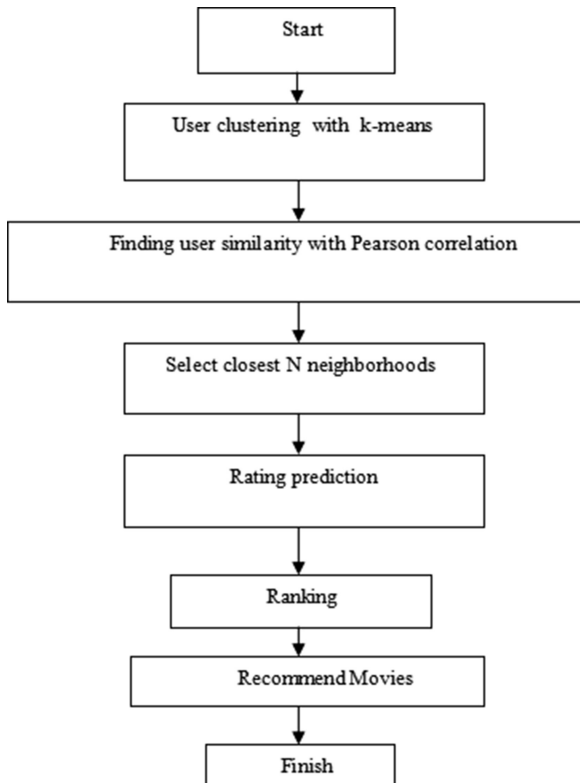 Start
User clustering with k-means
Finding user similarity with Pearson correlation
Select closest N neighborhoods
Rating prediction
Ranking
Recommend Movies
Finish